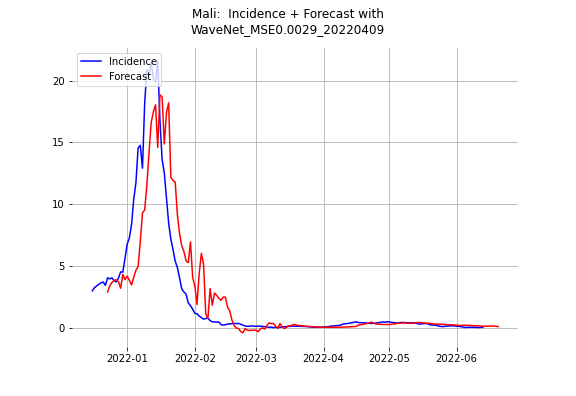 Mali:  Incidence + Forecast with
WaveNet_MSE0.0029_20220409
Incidence
Forecast
20
15
10
5
0
2022-01 2022-02 2022-03 2022-04 2022-05 2022-06